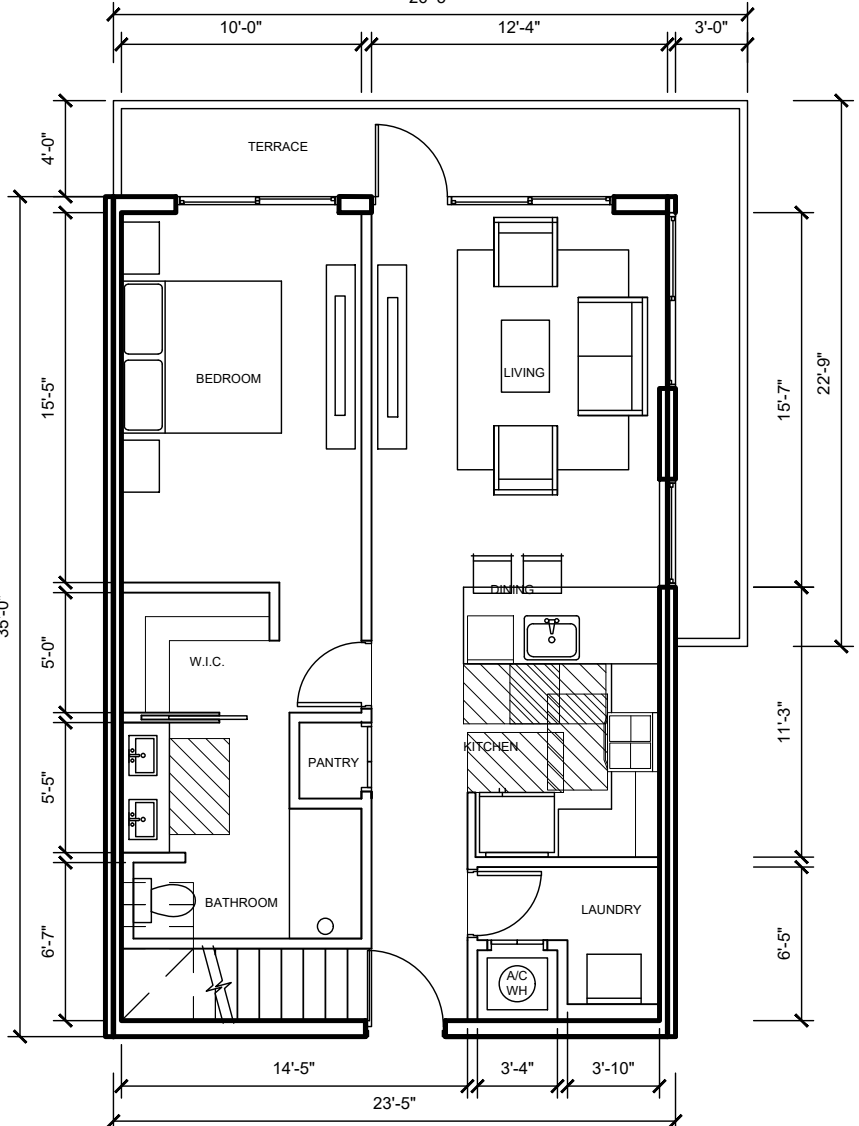 10'-0"
12'-4"
3'-0"
4'-0"
TERRACE
15'-5"
BEDROOM
LIVING
15'-7"
22'-9"
DINING
5'-0"
W.I.C.
KITCHEN
11'-3"
PANTRY
5'-5"
BATHROOM
LAUNDRY
6'-7"
6'-5"
A/C
WH
14'-5"
3'-4"
3'-10"
23'-5"